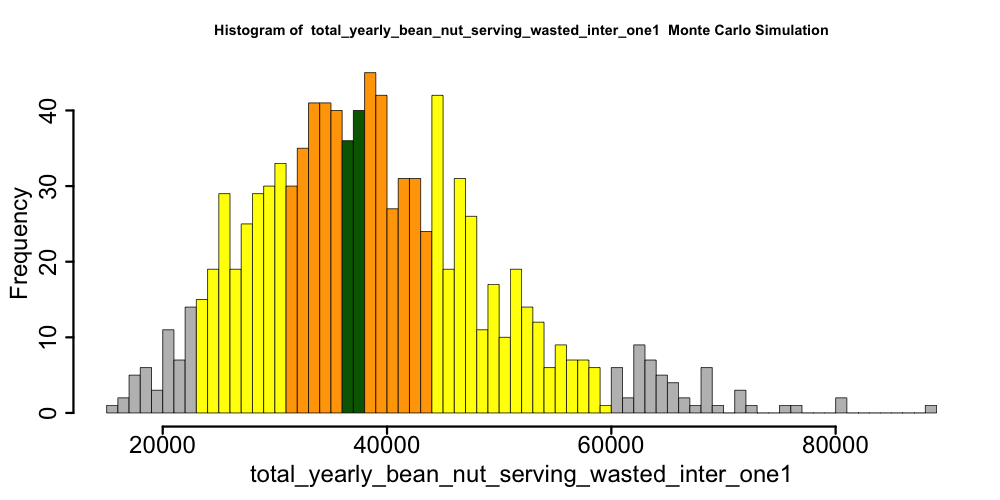 Histogram of  total_yearly_bean_nut_serving_wasted_inter_one1  Monte Carlo Simulation
Frequency
40
30
20
10
0
20000 40000 60000 80000
total_yearly_bean_nut_serving_wasted_inter_one1